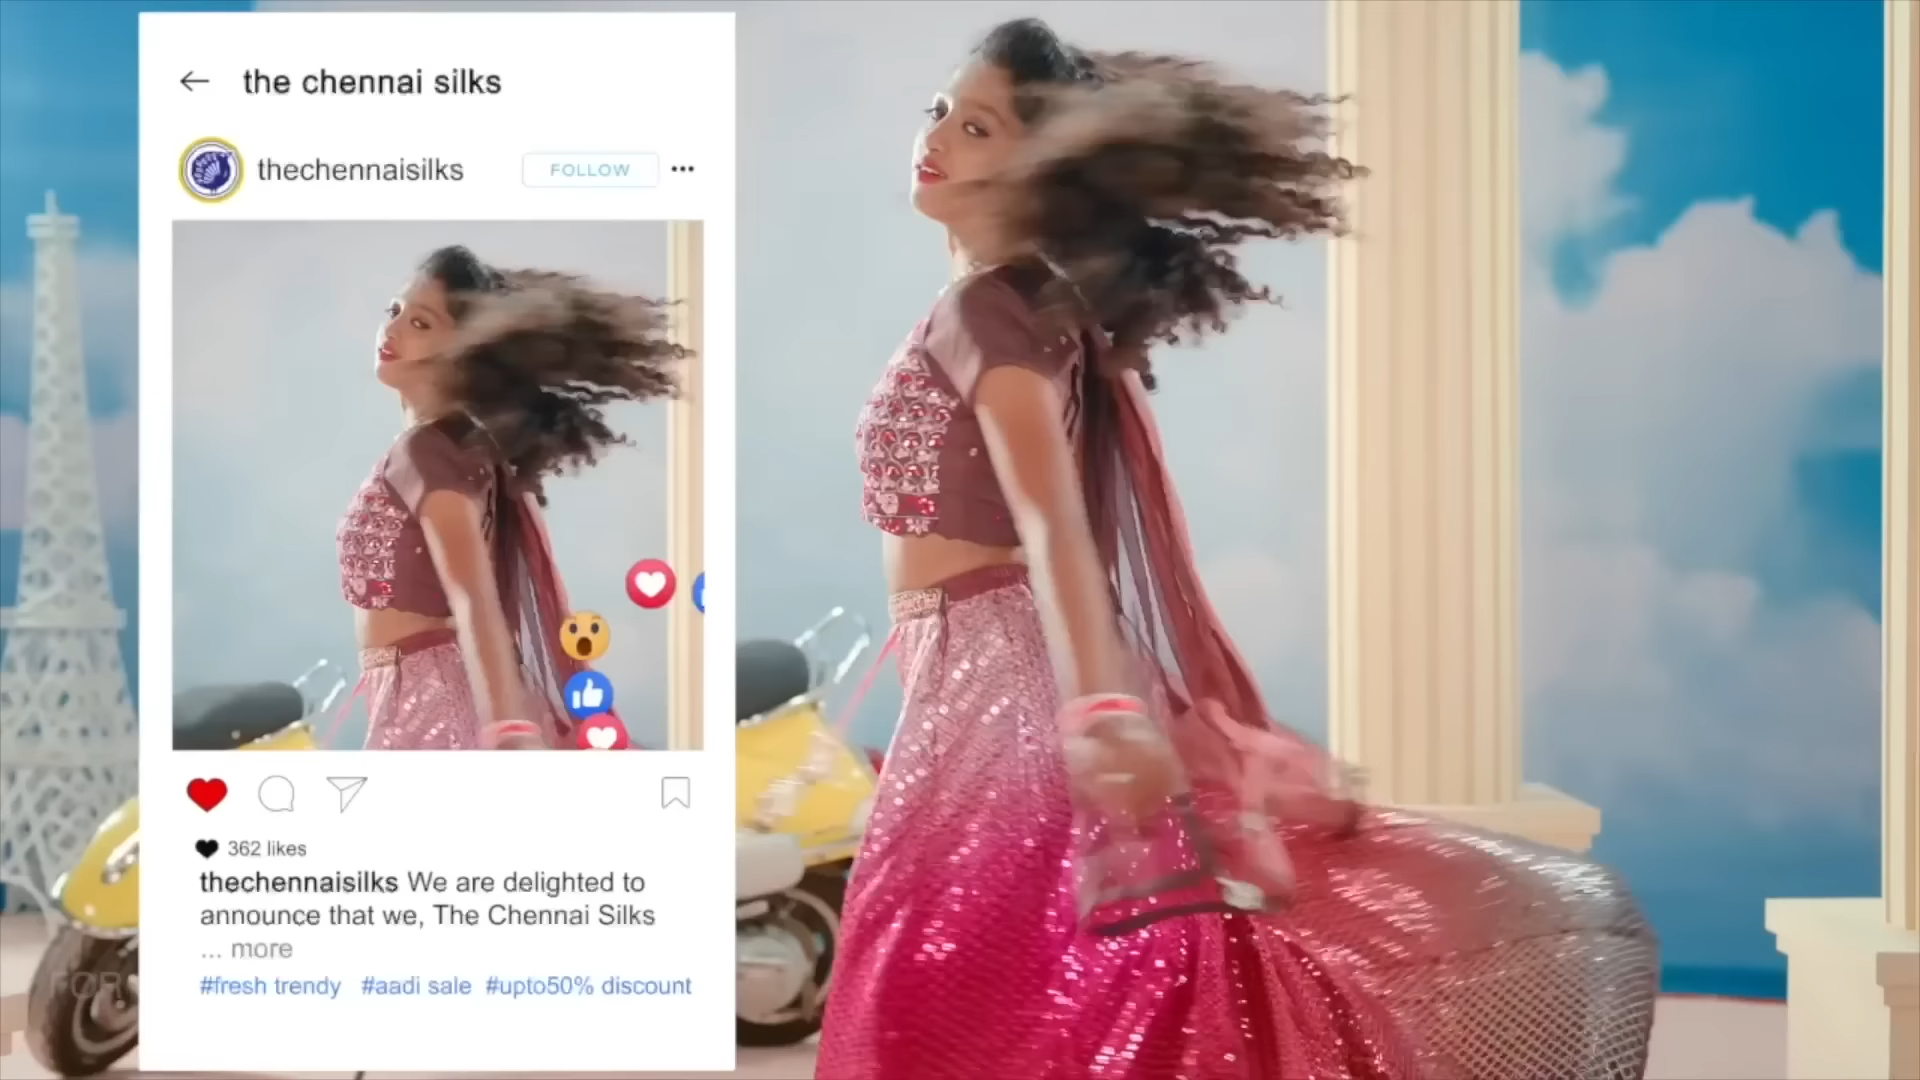 the chennai silks
thechennaisilks FOLLOW
362 likes
thechennaisilks We are delighted to
announce that we, The Chennai Silks
... more
#fresh trendy #aadi sale #upto50% discount
FOR